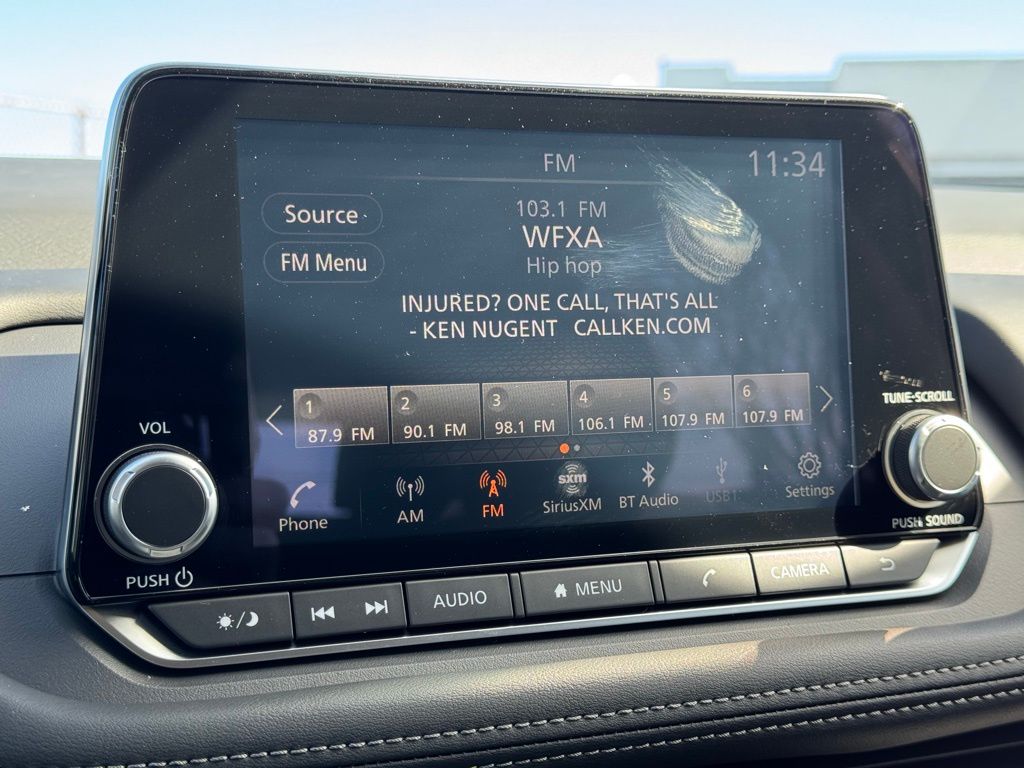 FM
11:34
Source
103.1 FM
WFXA
FM Menu
Hip hop
INJURED? ONE CALL, THAT'S ALL
- KEN NUGENT CALLKEN.COM
1 2 3 4 5 6
87.9 FM 90.1 FM 98.1 FM 106.1 FM 107.9 FM 107.9 FM
TUNE·SCROLL
VOL
sxm
Phone AM FM SiriusXM BT Audio USB1 Settings
PUSH SOUND
PUSH
AUDIO MENU CAMERA